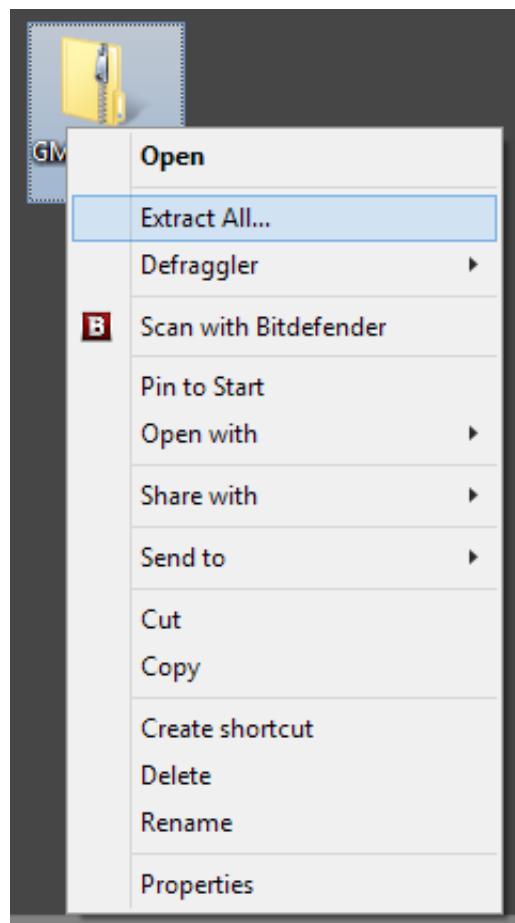 GM
Open
Extract All...
Defraggler
B
Scan with Bitdefender
Pin to Start
Open with
Share with
Send to
Cut
Copy
Create shortcut
Delete
Rename
Properties